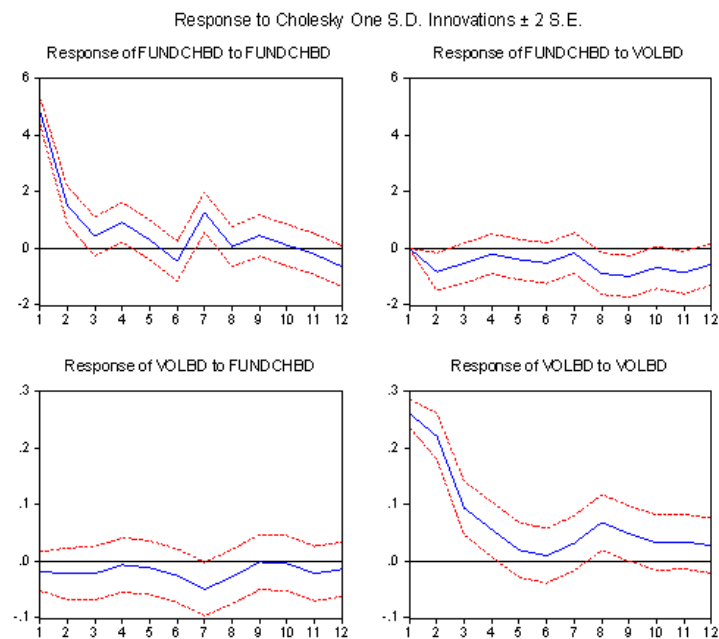 Response to Cholesky One S.D. Innovations ± 2 S.E.
Response of FUNDCHBD to FUNDCHBD
6
4
2
0
-2
1 2 3 4 5 6 7 8 9 10 11 12
Response of FUNDCHBD to VOLBD
6
4
2
0
-2
1 2 3 4 5 6 7 8 9 10 11 12
Response of VOLBD to FUNDCHBD
.3
.2
.1
.0
-.1
1 2 3 4 5 6 7 8 9 10 11 12
Response of VOLBD to VOLBD
.3
.2
.1
.0
-.1
1 2 3 4 5 6 7 8 9 10 11 12